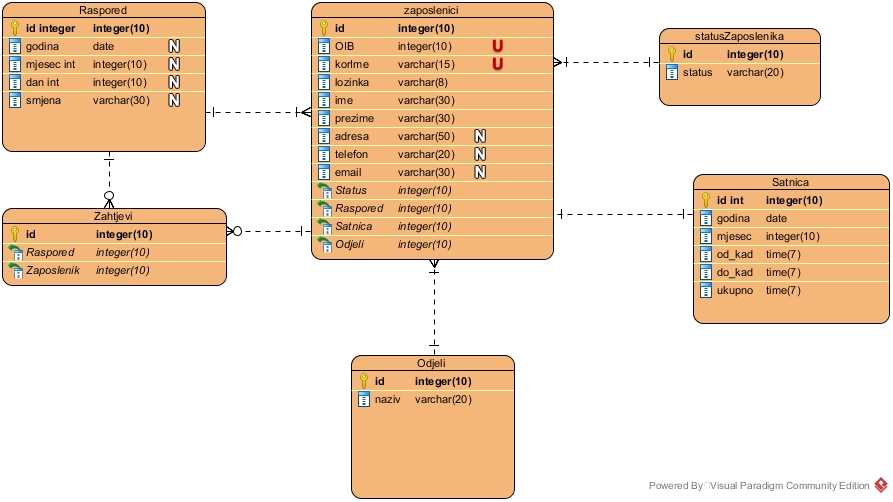 Raspored
id integer integer(10)
godina date N
mjesec int integer(10) N
dan int integer(10) N
smjena varchar(30) N
zaposlenici
id integer(10)
OIB integer(10) U
korIme varchar(15) U
lozinka varchar(8)
ime varchar(30)
prezime varchar(30)
adresa varchar(50) N
telefon varchar(20) N
email varchar(30) N
Status integer(10)
Raspored integer(10)
Satnica integer(10)
Odjeli integer(10)
statusZaposlenika
id integer(10)
status varchar(20)
Satnica
id int integer(10)
godina date
mjesec integer(10)
od_kad time(7)
do_kad time(7)
ukupno time(7)
Zahtjevi
id integer(10)
Raspored integer(10)
Zaposlenik integer(10)
Odjeli
id integer(10)
naziv varchar(20)
Powered By Visual Paradigm Community Edition